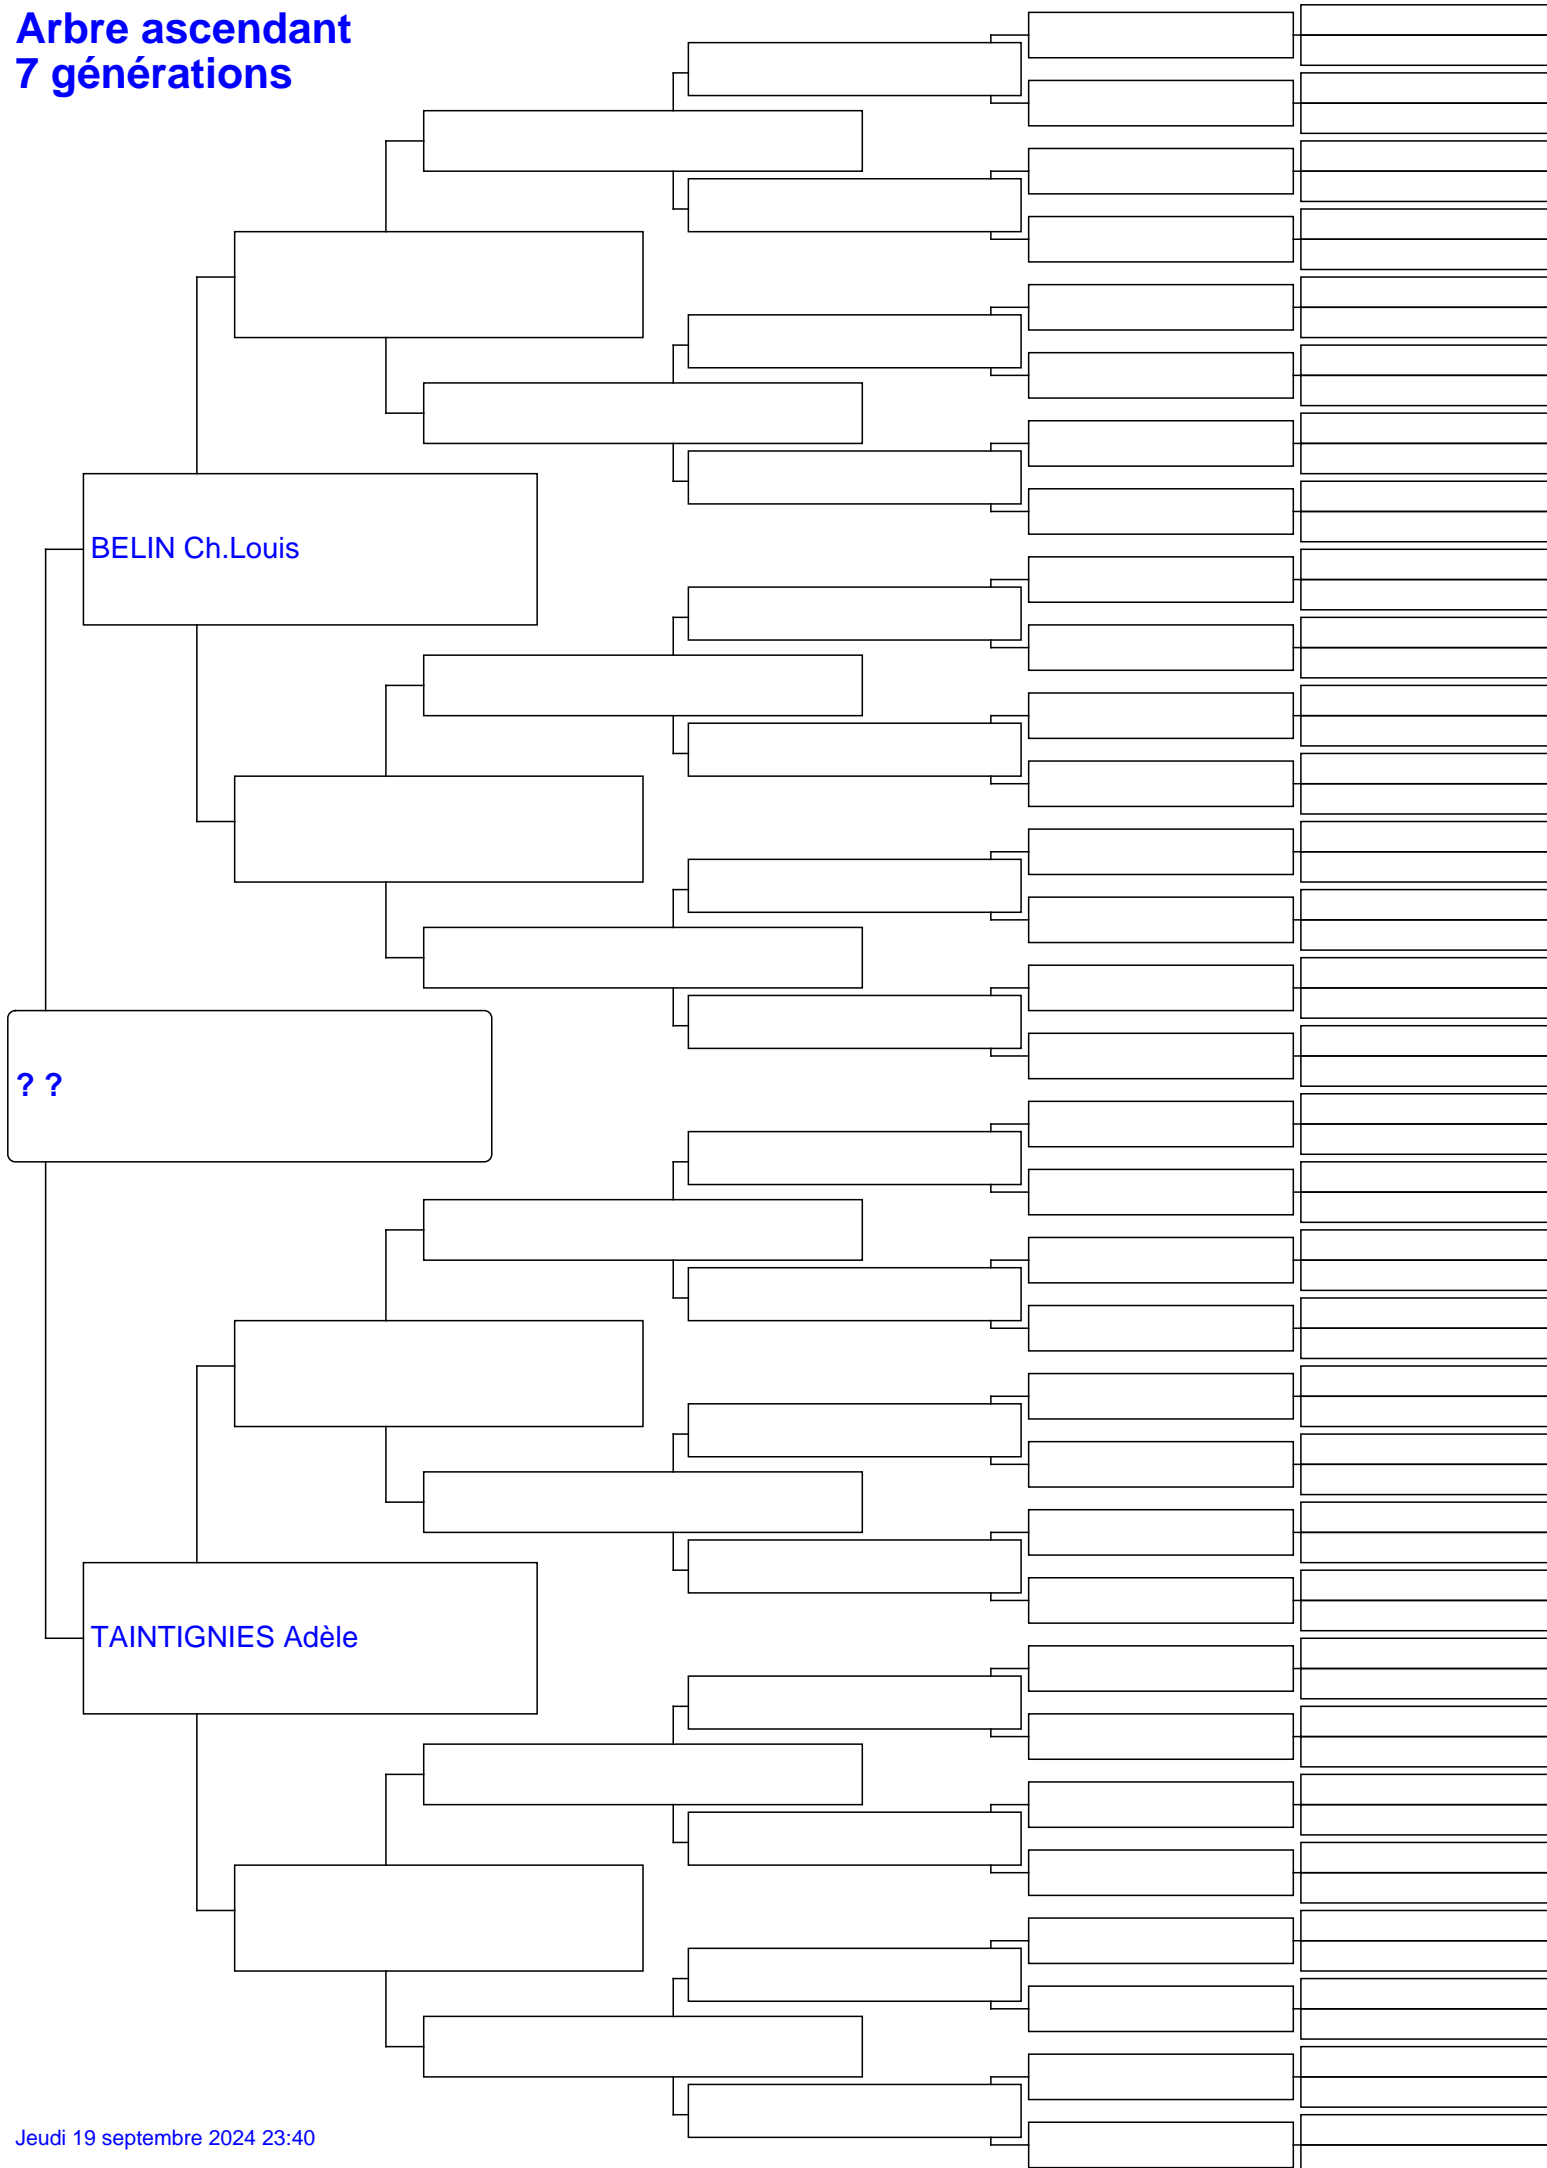 Arbre ascendant
7 générations
BELIN Ch.Louis
? ?
TAINTIGNIES Adèle
Jeudi 19 septembre 2024 23:40